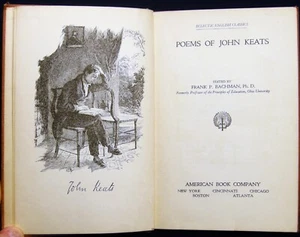 John Keats
ECLECTIC ENGLISH CLASSICS
POEMS OF JOHN KEATS
EDITED BY
FRANK P. BACHMAN, Ph. D.
Formerly Professor of the Principles of Education, Ohio University
AMERICAN BOOK COMPANY
NEW YORK CINCINNATI CHICAGO
BOSTON ATLANTA